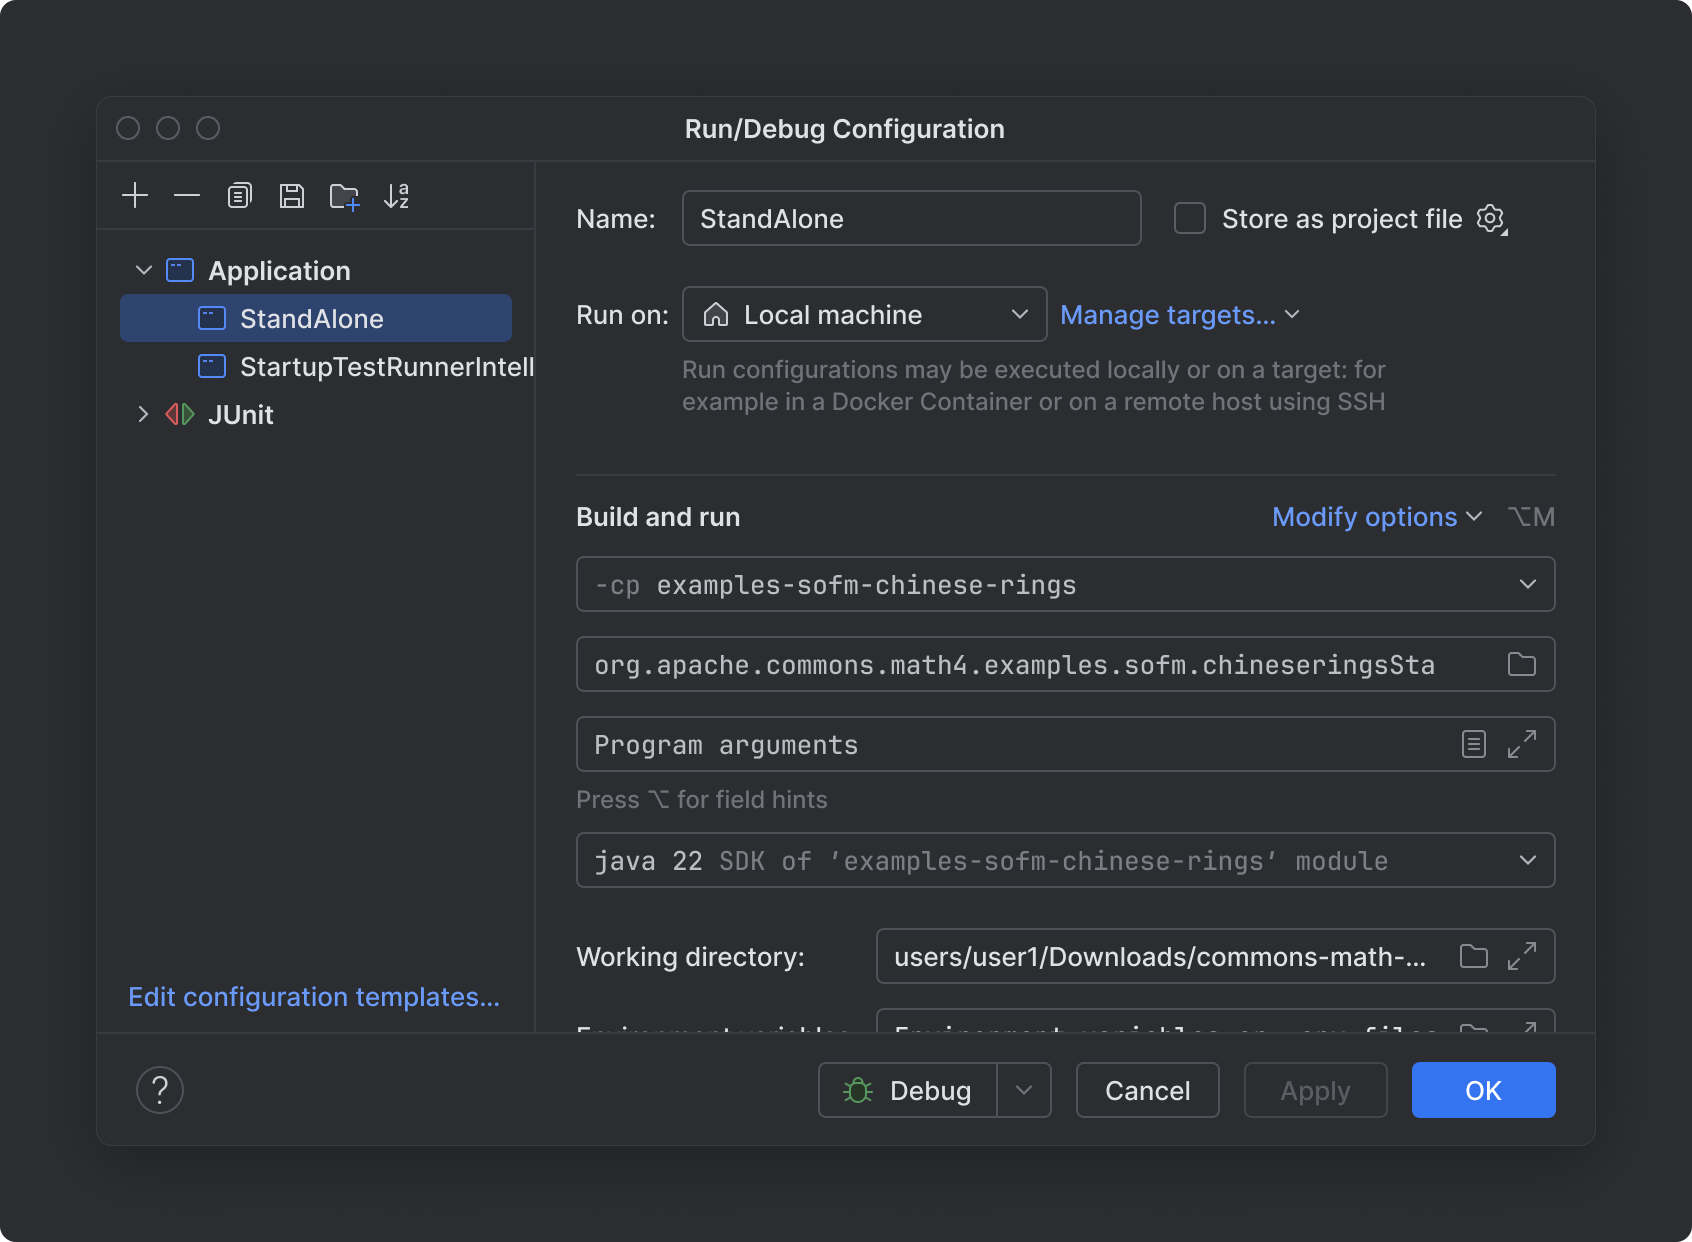 Run/Debug Configuration
Application
StandAlone
StartupTestRunnerIntell
JUnit
Edit configuration templates...
Name: StandAlone Store as project file
Run on: Local machine Manage targets...
Run configurations may be executed locally or on a target: for
example in a Docker Container or on a remote host using SSH
Build and run Modify options ⌥M
-cp examples-sofm-chinese-rings
org.apache.commons.math4.examples.sofm.chineseringsSta
Program arguments
Press ⌥ for field hints
java 22 SDK of ’examples-sofm-chinese-rings’ module
Working directory: users/user1/Downloads/commons-math-...
? Debug Cancel Apply OK